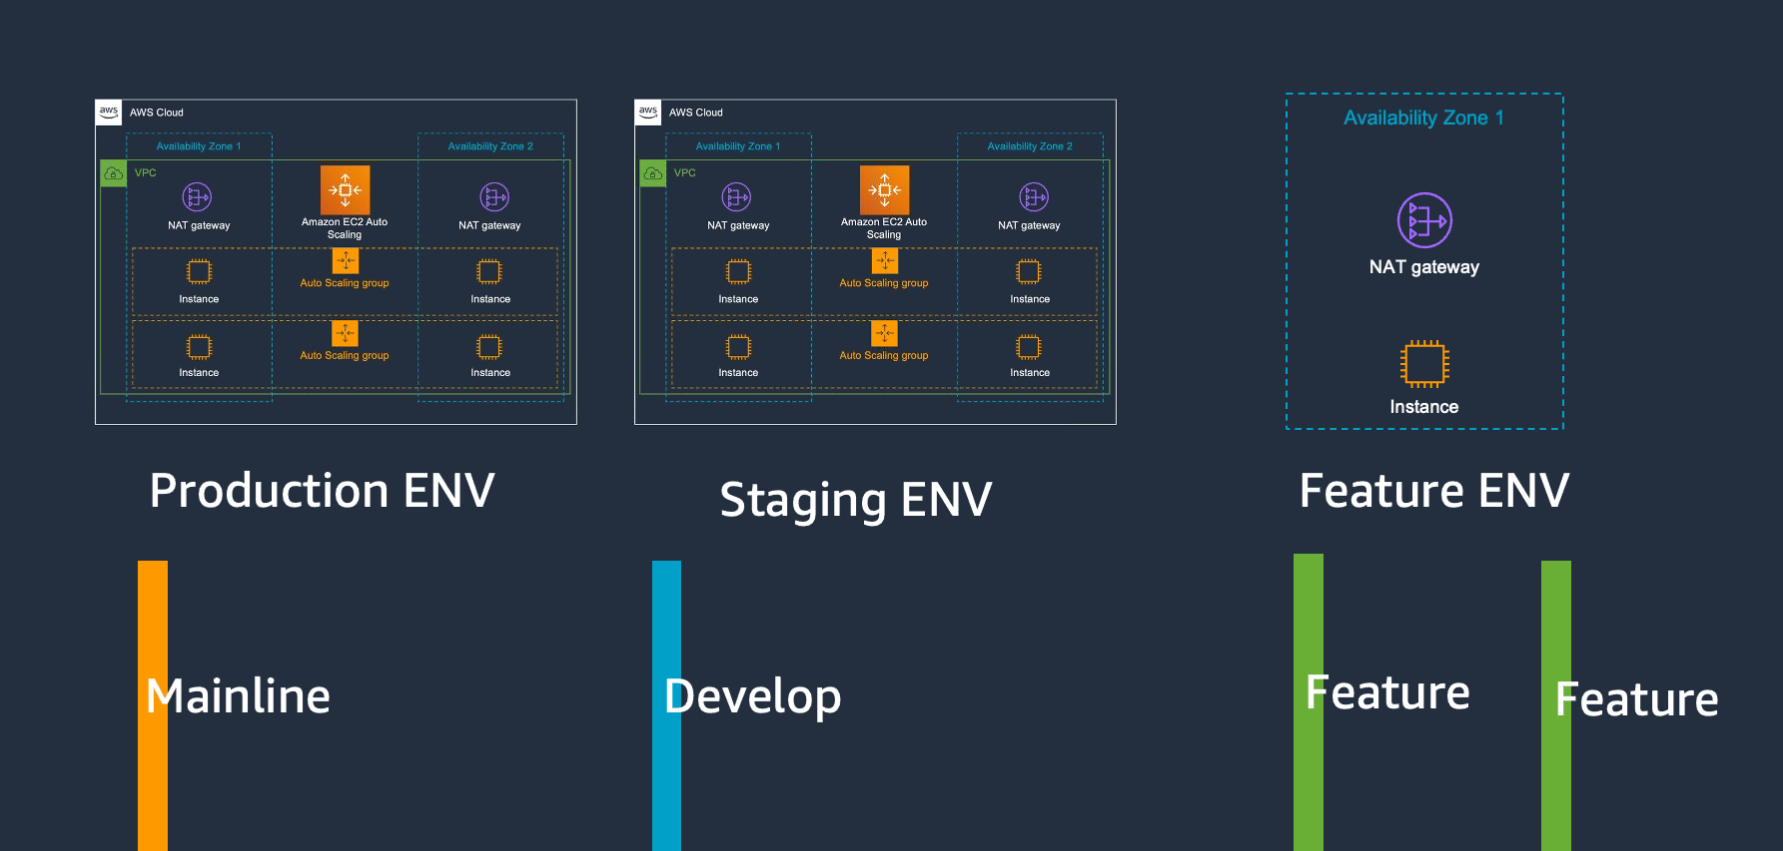 aws
AWS Cloud
Availability Zone 1
Availability Zone 2
VPC
NAT gateway
Amazon EC2 Auto
Scaling
NAT gateway
Instance
Auto Scaling group
Instance
Instance
Auto Scaling group
Instance
Production ENV
Mainline
aws
AWS Cloud
Availability Zone 1
Availability Zone 2
VPC
NAT gateway
Amazon EC2 Auto
Scaling
NAT gateway
Instance
Auto Scaling group
Instance
Instance
Auto Scaling group
Instance
Staging ENV
Develop
Availability Zone 1
NAT gateway
Instance
Feature ENV
Feature
Feature